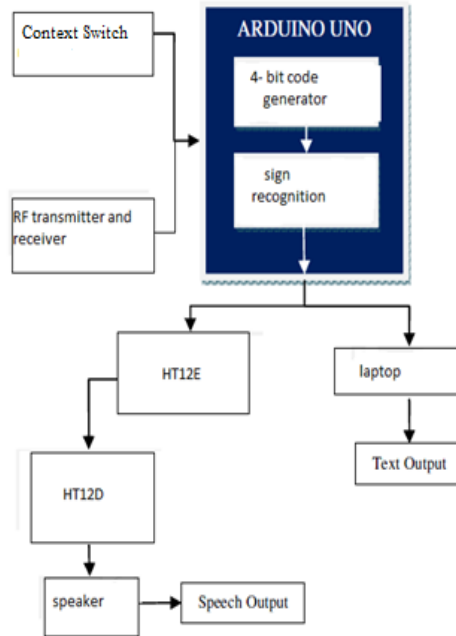 Context Switch
ARDUINO UNO
4- bit code
generator
sign
recognition
RF transmitter and
receiver
HT12E
laptop
HT12D
Text Output
speaker
Speech Output